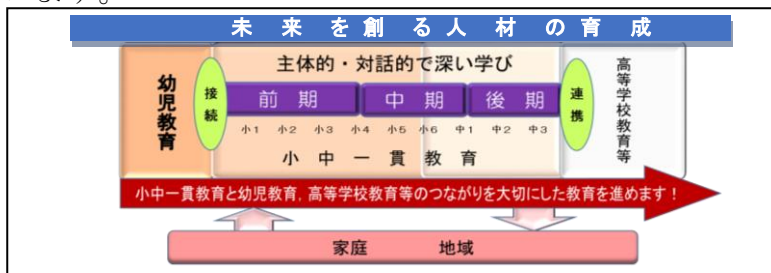 ます。
未来を創る人材の育成
主体的・対話的で深い学び
幼児教育
接続
前期
中期
後期
連携
高等学校教育等
小1 小2 小3 小4 小5 小6 中1 中2 中3
小中一貫教育
小中一貫教育と幼児教育,高等学校教育等のつながりを大切にした教育を進めます!
家庭 地域